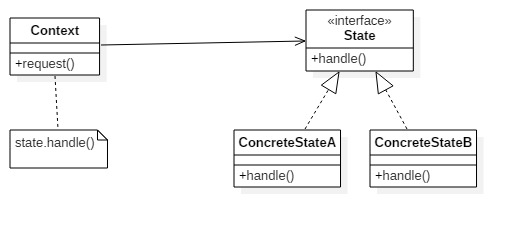 Context
+request()
«interface»
State
+handle()
state.handle()
ConcreteStateA
+handle()
ConcreteStateB
+handle()